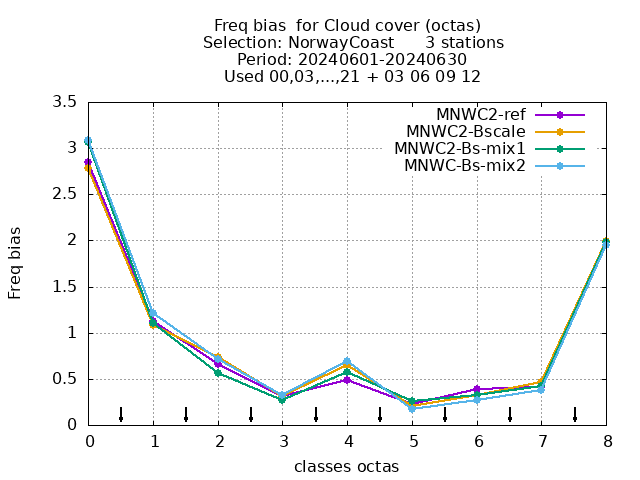 Freq bias  for Cloud cover (octas)
Selection: NorwayCoast      3 stations
Period: 20240601-20240630
Used 00,03,...,21 + 03 06 09 12
MNWC2-ref
MNWC2-Bscale
MNWC2-Bs-mix1
MNWC-Bs-mix2
Freq bias
3.5
3
2.5
2
1.5
1
0.5
0
0 1 2 3 4 5 6 7 8
classes octas